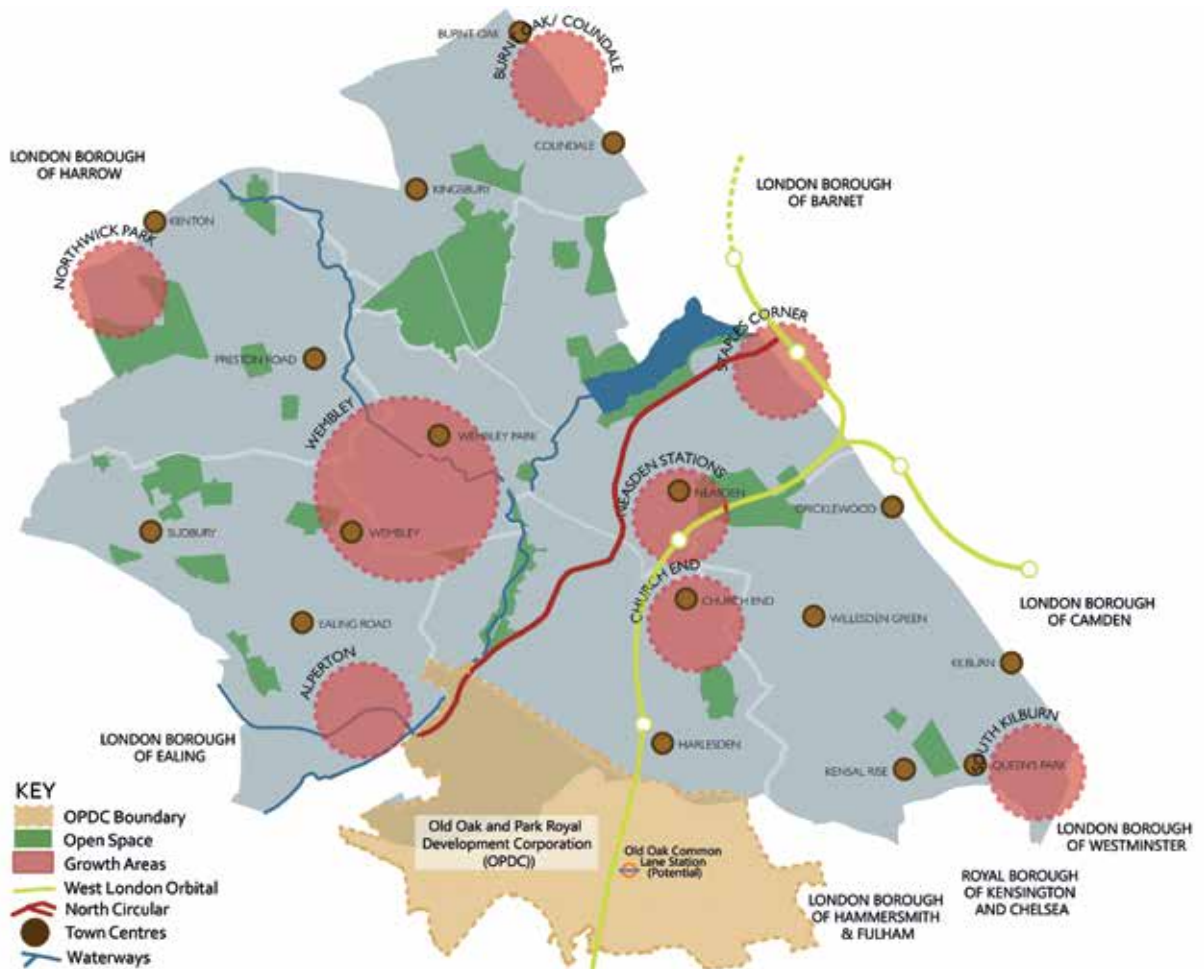 BURNT OAK
BURNT OAK/ COLINDALE
COLINDALE
LONDON BOROUGH
OF HARROW
KINGSBURY
LONDON BOROUGH
OF BARNET
KENTON
NORTHWICK PARK
STAPLES CORNER
PRESTON ROAD
WEMBLEY
WEMBLEY PARK
NEASDEN STATIONS
NEASDEN
CRICKLEWOOD
SUDBURY
WEMBLEY
CHURCH END
CHURCH END
WILLESDEN GREEN
LONDON BOROUGH
OF CAMDEN
EALING ROAD
KILBURN
ALPERTON
LONDON BOROUGH
OF EALING
HARLESDEN
KENSAL RISE
QUEEN'S PARK
SOUTH KILBURN
KEY
OPDC Boundary
Open Space
Growth Areas
West London Orbital
North Circular
Town Centres
Waterways
Old Oak and Park Royal
Development Corporation
(OPDC))
Old Oak Common
Lane Station
(Potential)
LONDON BOROUGH
OF WESTMINSTER
LONDON BOROUGH
OF HAMMERSMITH
& FULHAM
ROYAL BOROUGH
OF KENSINGTON
AND CHELSEA